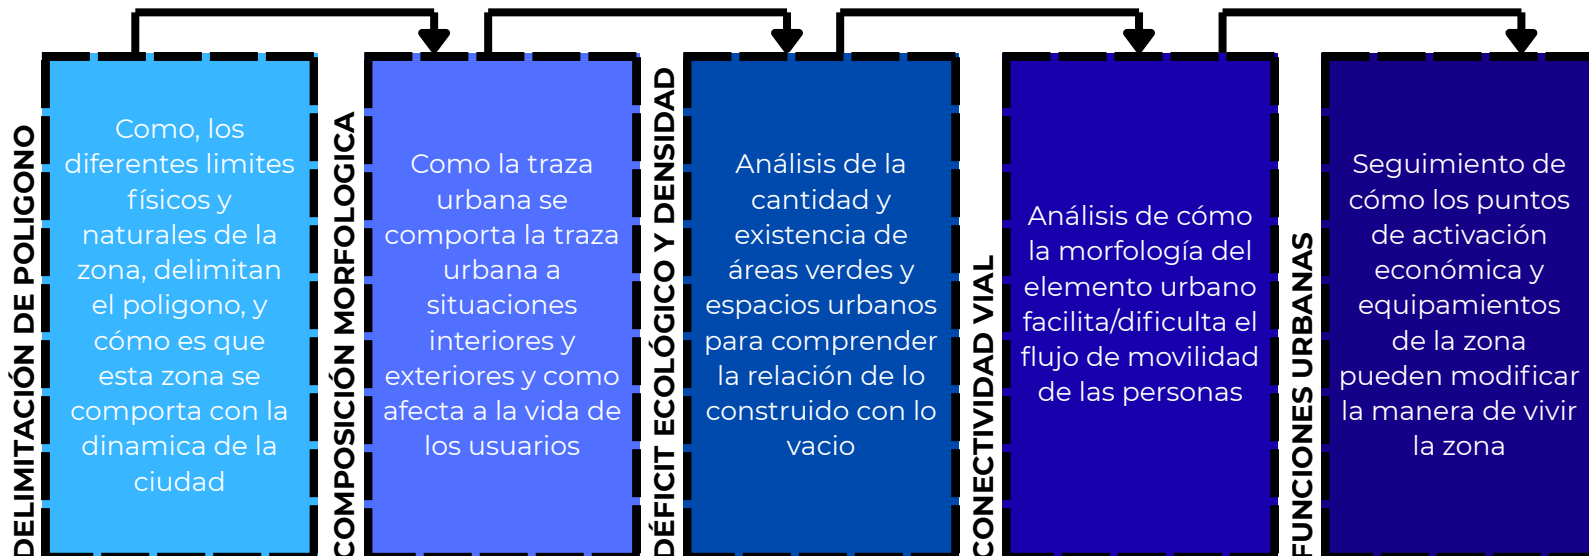 DELIMITACIÓN DE POLIGONO
Como, los
diferentes limites
físicos y
naturales de la
zona, delimitan
el poligono, y
cómo es que
esta zona se
comporta con la
dinamica de la
ciudad
COMPOSICIÓN MORFOLOGICA
Como la traza
urbana se
comporta la traza
urbana a
situaciones
interiores y
exteriores y como
afecta a la vida de
los usuarios
DÉFICIT ECOLÓGICO Y DENSIDAD
Análisis de la
cantidad y
existencia de
áreas verdes y
espacios urbanos
para comprender
la relación de lo
construido con lo
vacio
CONECTIVIDAD VIAL
Análisis de cómo
la morfología del
elemento urbano
facilita/dificulta el
flujo de movilidad
de las personas
FUNCIONES URBANAS
Seguimiento de
cómo los puntos
de activación
económica y
equipamientos
de la zona
pueden modificar
la manera de vivir
la zona